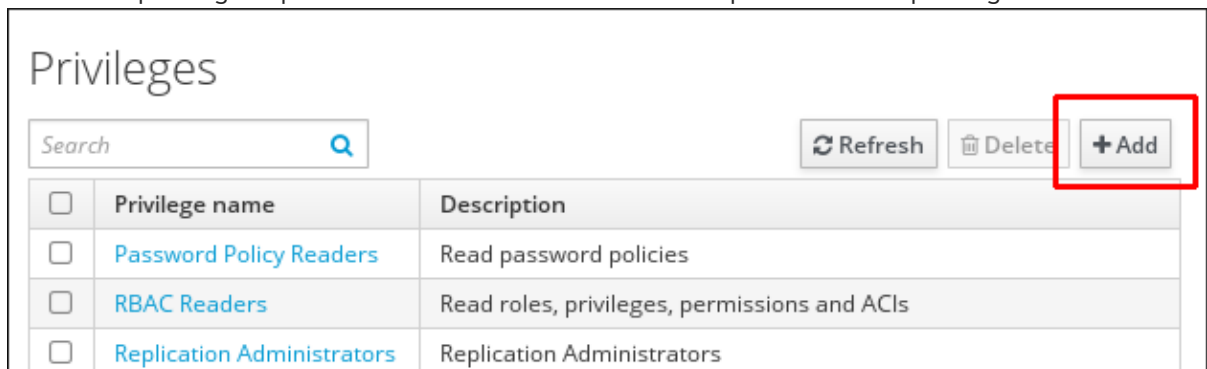 Privileges
Search Refresh Delete +Add
Privilege name Description
Password Policy Readers Read password policies
RBAC Readers Read roles, privileges, permissions and ACIs
Replication Administrators Replication Administrators